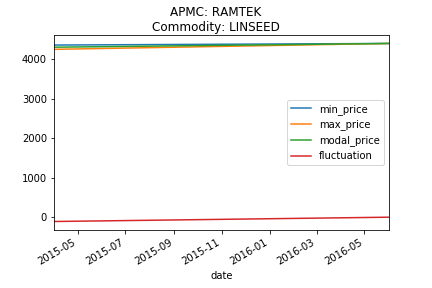 APMC: RAMTEK
Commodity: LINSEED
4000
3000
2000
1000
0
min_price
max_price
modal_price
fluctuation
2015-05
2015-07
2015-09
2015-11
2016-01
2016-03
2016-05
date